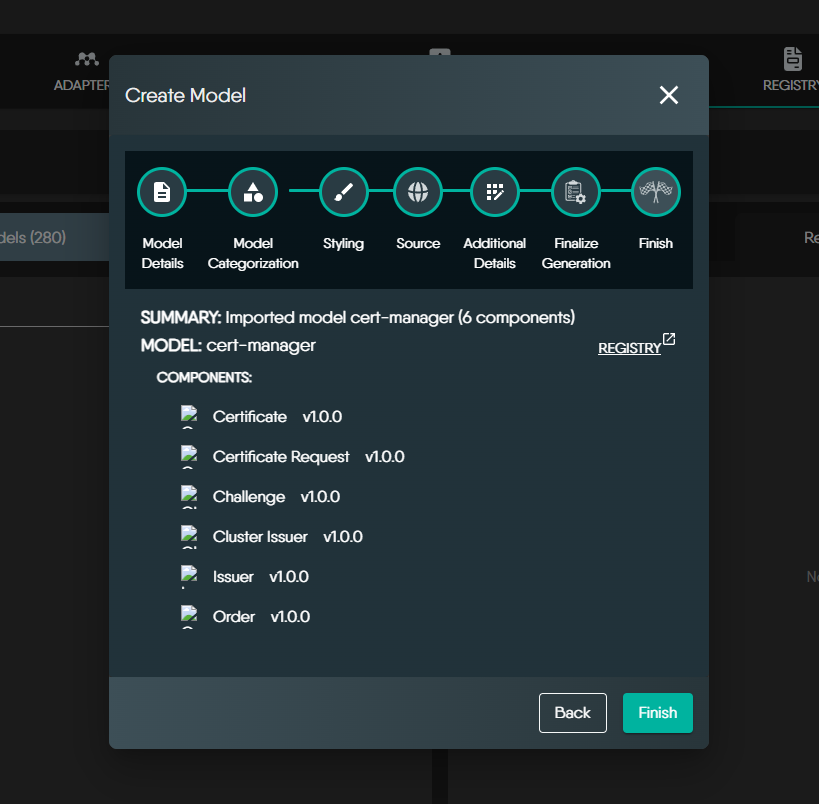 ADAPTER
REGISTRY
Create Model
dels (280)
Re
Model Details
Model Categorization
Styling
Source
Additional Details
Finalize Generation
Finish
SUMMARY: Imported model cert-manager (6 components)
MODEL: cert-manager
REGISTRY
COMPONENTS:
Certificate v1.0.0
Certificate Request v1.0.0
Challenge v1.0.0
Cluster Issuer v1.0.0
Issuer v1.0.0
Order v1.0.0
No
Back
Finish